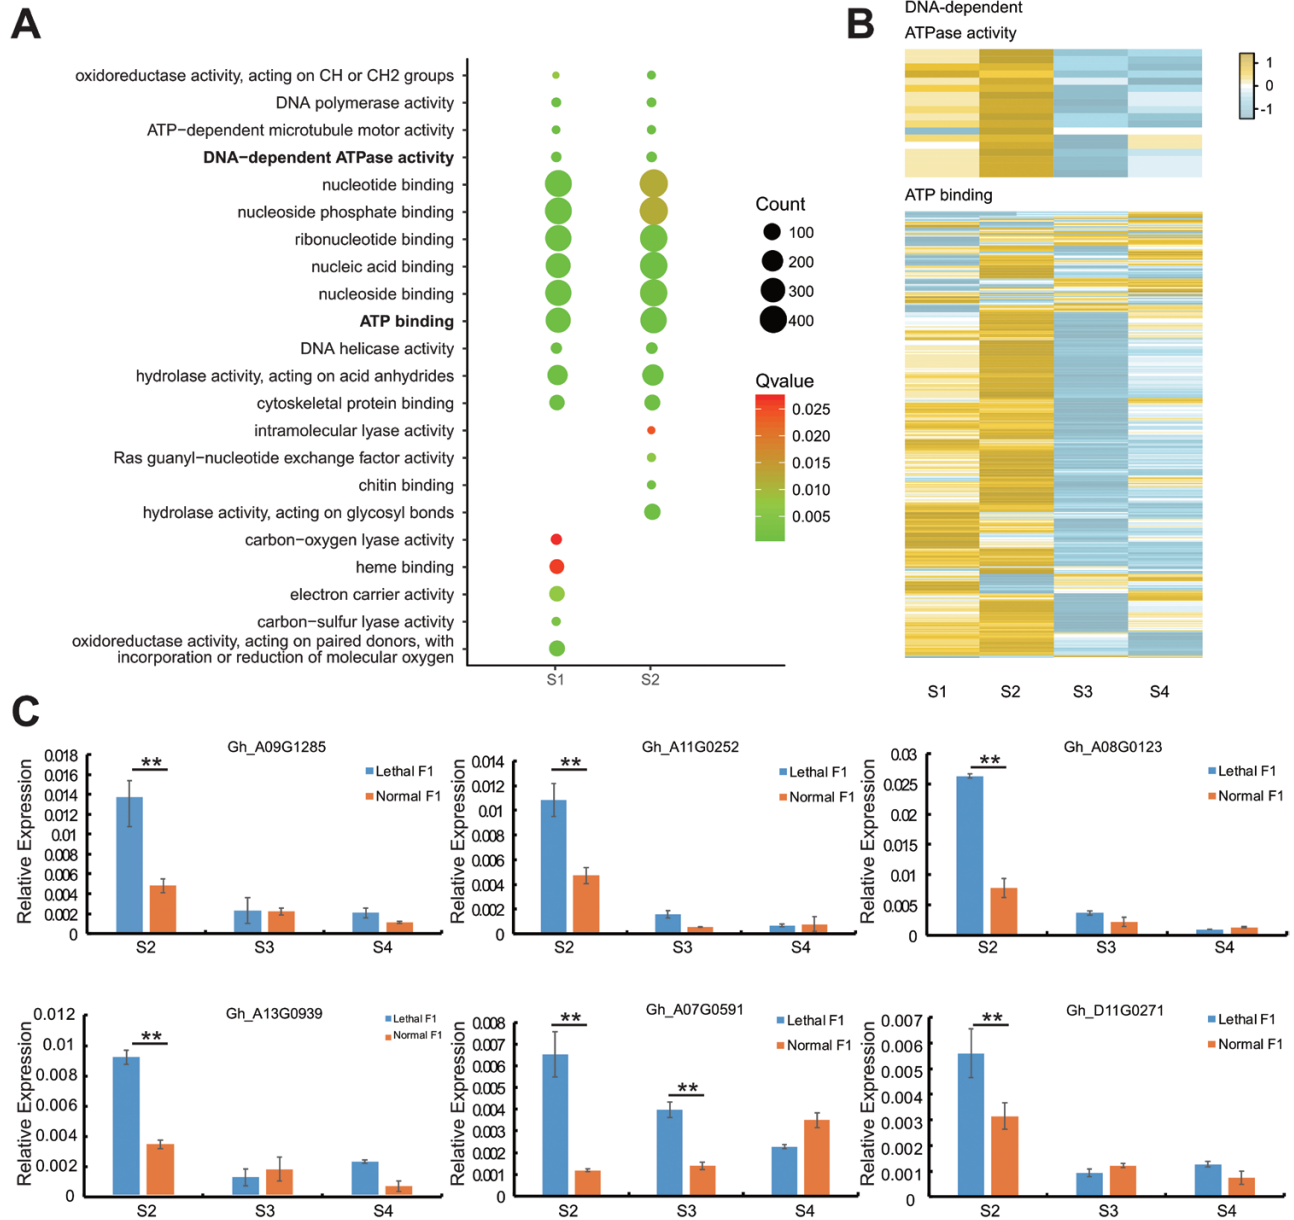 A
oxidoreductase activity, acting on CH or CH2 groups
DNA polymerase activity
ATP−dependent microtubule motor activity
DNA−dependent ATPase activity
nucleotide binding
nucleoside phosphate binding
ribonucleotide binding
nucleic acid binding
nucleoside binding
ATP binding
DNA helicase activity
hydrolase activity, acting on acid anhydrides
cytoskeletal protein binding
intramolecular lyase activity
Ras guanyl−nucleotide exchange factor activity
chitin binding
hydrolase activity, acting on glycosyl bonds
carbon−oxygen lyase activity
heme binding
electron carrier activity
carbon−sulfur lyase activity
oxidoreductase activity, acting on paired donors, with
incorporation or reduction of molecular oxygen
S1 S2
Count
100
200
300
400
Qvalue
0.025
0.020
0.015
0.010
0.005
B
DNA-dependent
ATPase activity
1
0
-1
ATP binding
S1 S2 S3 S4
C
Gh_A09G1285
Relative Expression
0.018
0.016
0.014
0.012
0.01
0.008
0.006
0.004
0.002
0
**
Lethal F1
Normal F1
S2 S3 S4
Gh_A11G0252
Relative Expression
0.014
0.012
0.01
0.008
0.006
0.004
0.002
0
**
Lethal F1
Normal F1
S2 S3 S4
Gh_A08G0123
Relative Expression
0.03
0.025
0.02
0.015
0.01
0.005
0
**
Lethal F1
Normal F1
S2 S3 S4
Gh_A13G0939
Relative Expression
0.012
0.01
0.008
0.006
0.004
0.002
0
**
Lethal F1
Normal F1
S2 S3 S4
Gh_A07G0591
Relative Expression
0.008
0.007
0.006
0.005
0.004
0.003
0.002
0.001
0
**
**
Lethal F1
Normal F1
S2 S3 S4
Gh_D11G0271
Relative Expression
0.007
0.006
0.005
0.004
0.003
0.002
0.001
0
**
Lethal F1
Normal F1
S2 S3 S4